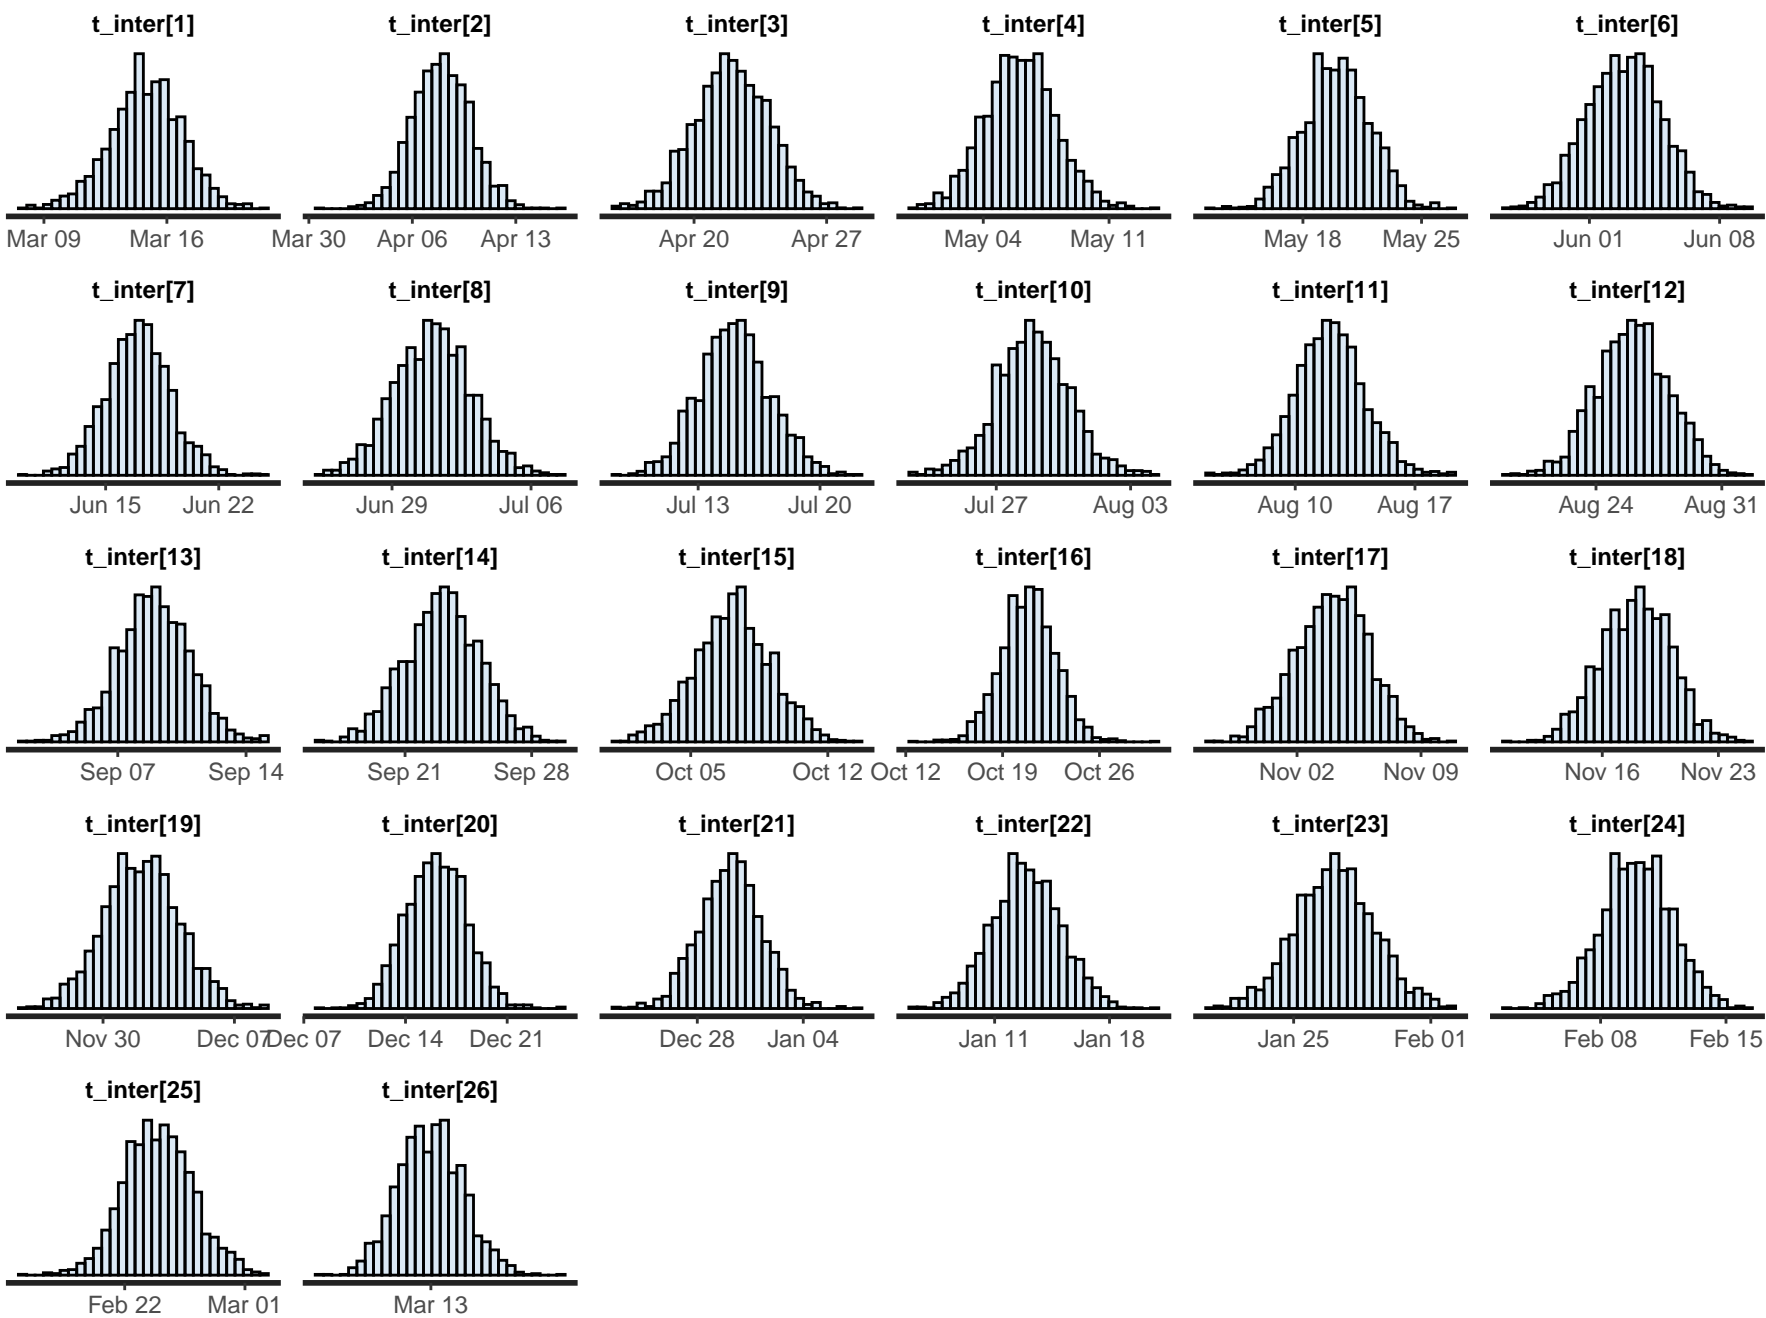 t_inter[1] t_inter[2] t_inter[3] t_inter[4] t_inter[5] t_inter[6]
Mar 09 Mar 16 Mar 30 Apr 06 Apr 13 Apr 20 Apr 27 May 04 May 11 May 18 May 25 Jun 01 Jun 08
t_inter[7] t_inter[8] t_inter[9] t_inter[10] t_inter[11] t_inter[12]
Jun 15 Jun 22 Jun 29 Jul 06 Jul 13 Jul 20 Jul 27 Aug 03 Aug 10 Aug 17 Aug 24 Aug 31
t_inter[13] t_inter[14] t_inter[15] t_inter[16] t_inter[17] t_inter[18]
Sep 07 Sep 14 Sep 21 Sep 28 Oct 05 Oct 12 Oct 12 Oct 19 Oct 26 Nov 02 Nov 09 Nov 16 Nov 23
t_inter[19] t_inter[20] t_inter[21] t_inter[22] t_inter[23] t_inter[24]
Nov 30 Dec 07 Dec 07 Dec 14 Dec 21 Dec 28 Jan 04 Jan 11 Jan 18 Jan 25 Feb 01 Feb 08 Feb 15
t_inter[25] t_inter[26]
Feb 22 Mar 01 Mar 13